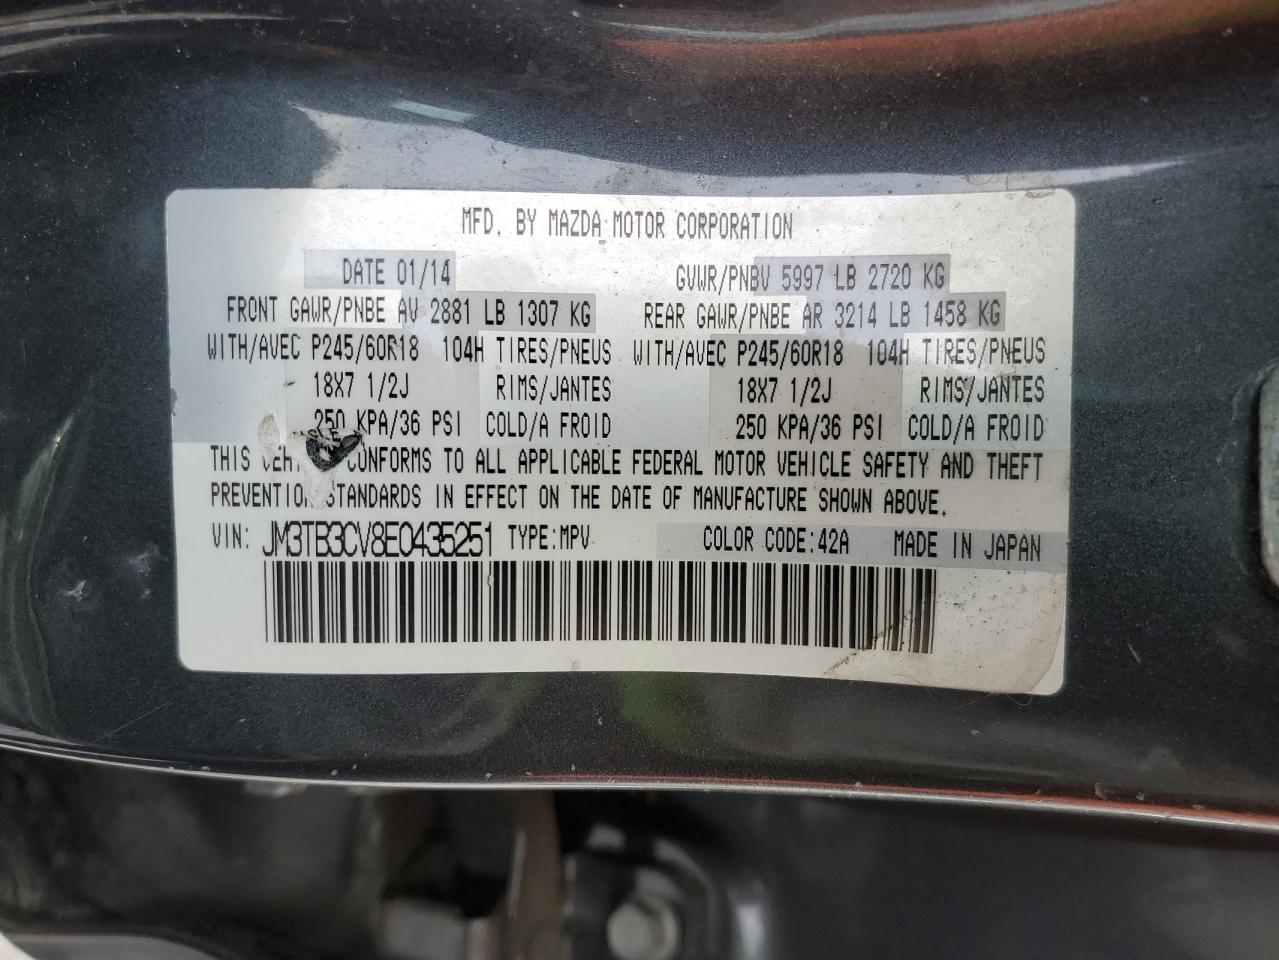 MFD. BY MAZDA MOTOR CORPORATION
DATE 01/14 GVWR/PNBV 5997 LB 2720 KG
FRONT GAWR/PNBE AV 2881 LB 1307 KG REAR GAWR/PNBE AR 3214 LB 1458 KG
WITH/AVEC P245/60R18 104H TIRES/PNEUS WITH/AVEC P245/60R18 104H TIRES/PNEUS
18X7 1/2J RIMS/JANTES 18X7 1/2J RIMS/JANTES
250 KPA/36 PSI COLD/A FROID 250 KPA/36 PSI COLD/A FROID
THIS CONFORMS TO ALL APPLICABLE FEDERAL MOTOR VEHICLE SAFETY AND THEFT
PREVENTION STANDARDS IN EFFECT ON THE DATE OF MANUFACTURE SHOWN ABOVE.
VIN: JM3TB3CV8E0435251 TYPE:MPV COLOR CODE:42A MADE IN JAPAN